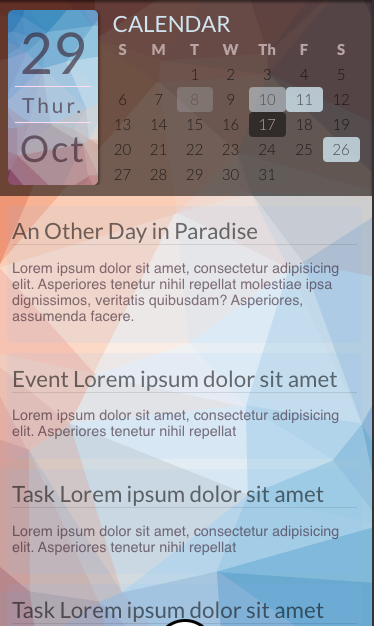 29
Thur.
Oct
CALENDAR
S M T W Th F S
1 2 3 4 5
6 7 8 9 10 11 12
13 14 15 16 17 18 19
20 21 22 23 24 25 26
27 28 29 30 31
An Other Day in Paradise
Lorem ipsum dolor sit amet, consectetur adipisicing
elit. Asperiores tenetur nihil repellat molestiae ipsa
dignissimos, veritatis quibusdam? Asperiores,
assumenda facere.
Event Lorem ipsum dolor sit amet
Lorem ipsum dolor sit amet, consectetur adipisicing
elit. Asperiores tenetur nihil repellat
Task Lorem ipsum dolor sit amet
Lorem ipsum dolor sit amet, consectetur adipisicing
elit. Asperiores tenetur nihil repellat
Task Lorem ipsum dolor sit amet